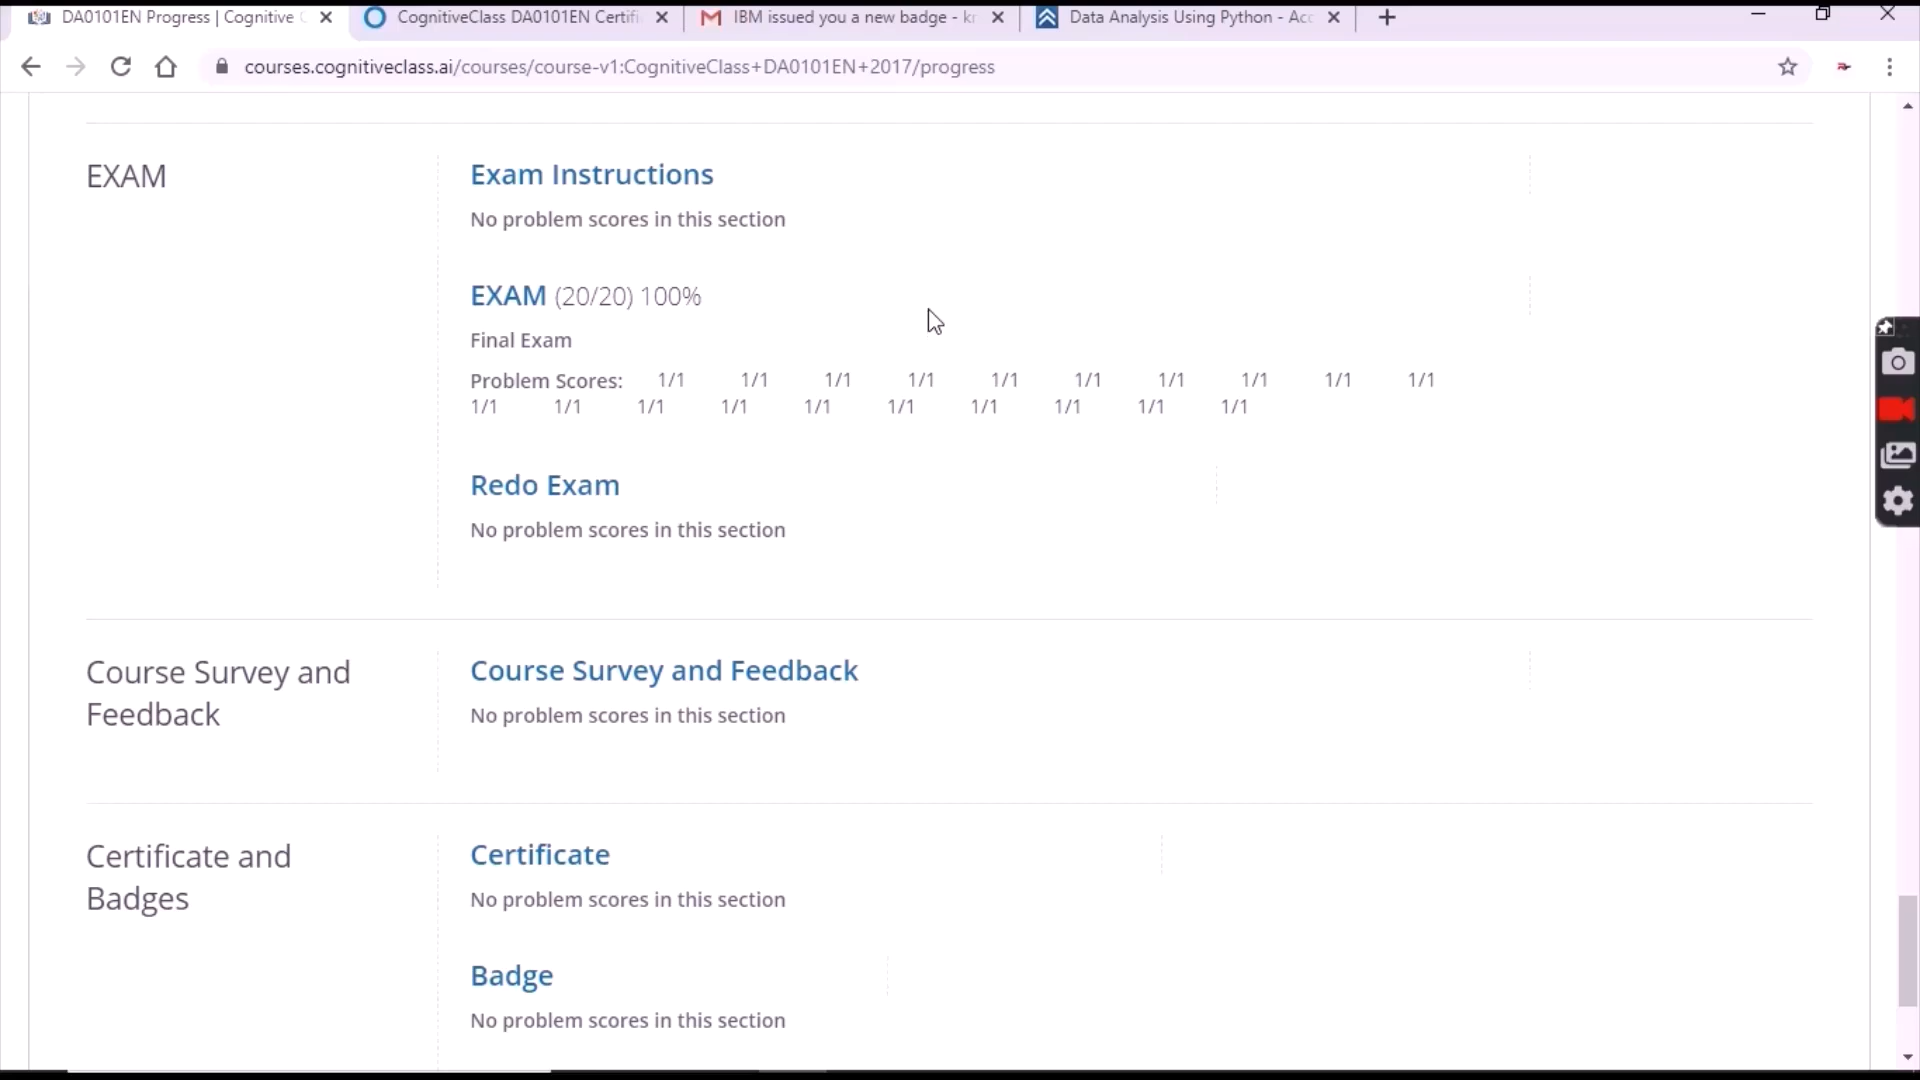 DA0101EN Progress | Cognitive
CognitiveClass DA0101EN Certifi
IBM issued you a new badge - kr
Data Analysis Using Python - Acc
courses.cognitiveclass.ai/courses/course-v1:CognitiveClass+DA0101EN+2017/progress
EXAM
Exam Instructions
No problem scores in this section
EXAM (20/20) 100%
Final Exam
Problem Scores: 1/1 1/1 1/1 1/1 1/1 1/1 1/1 1/1 1/1 1/1
1/1 1/1 1/1 1/1 1/1 1/1 1/1 1/1 1/1 1/1
Redo Exam
No problem scores in this section
Course Survey and
Feedback
Course Survey and Feedback
No problem scores in this section
Certificate and
Badges
Certificate
No problem scores in this section
Badge
No problem scores in this section